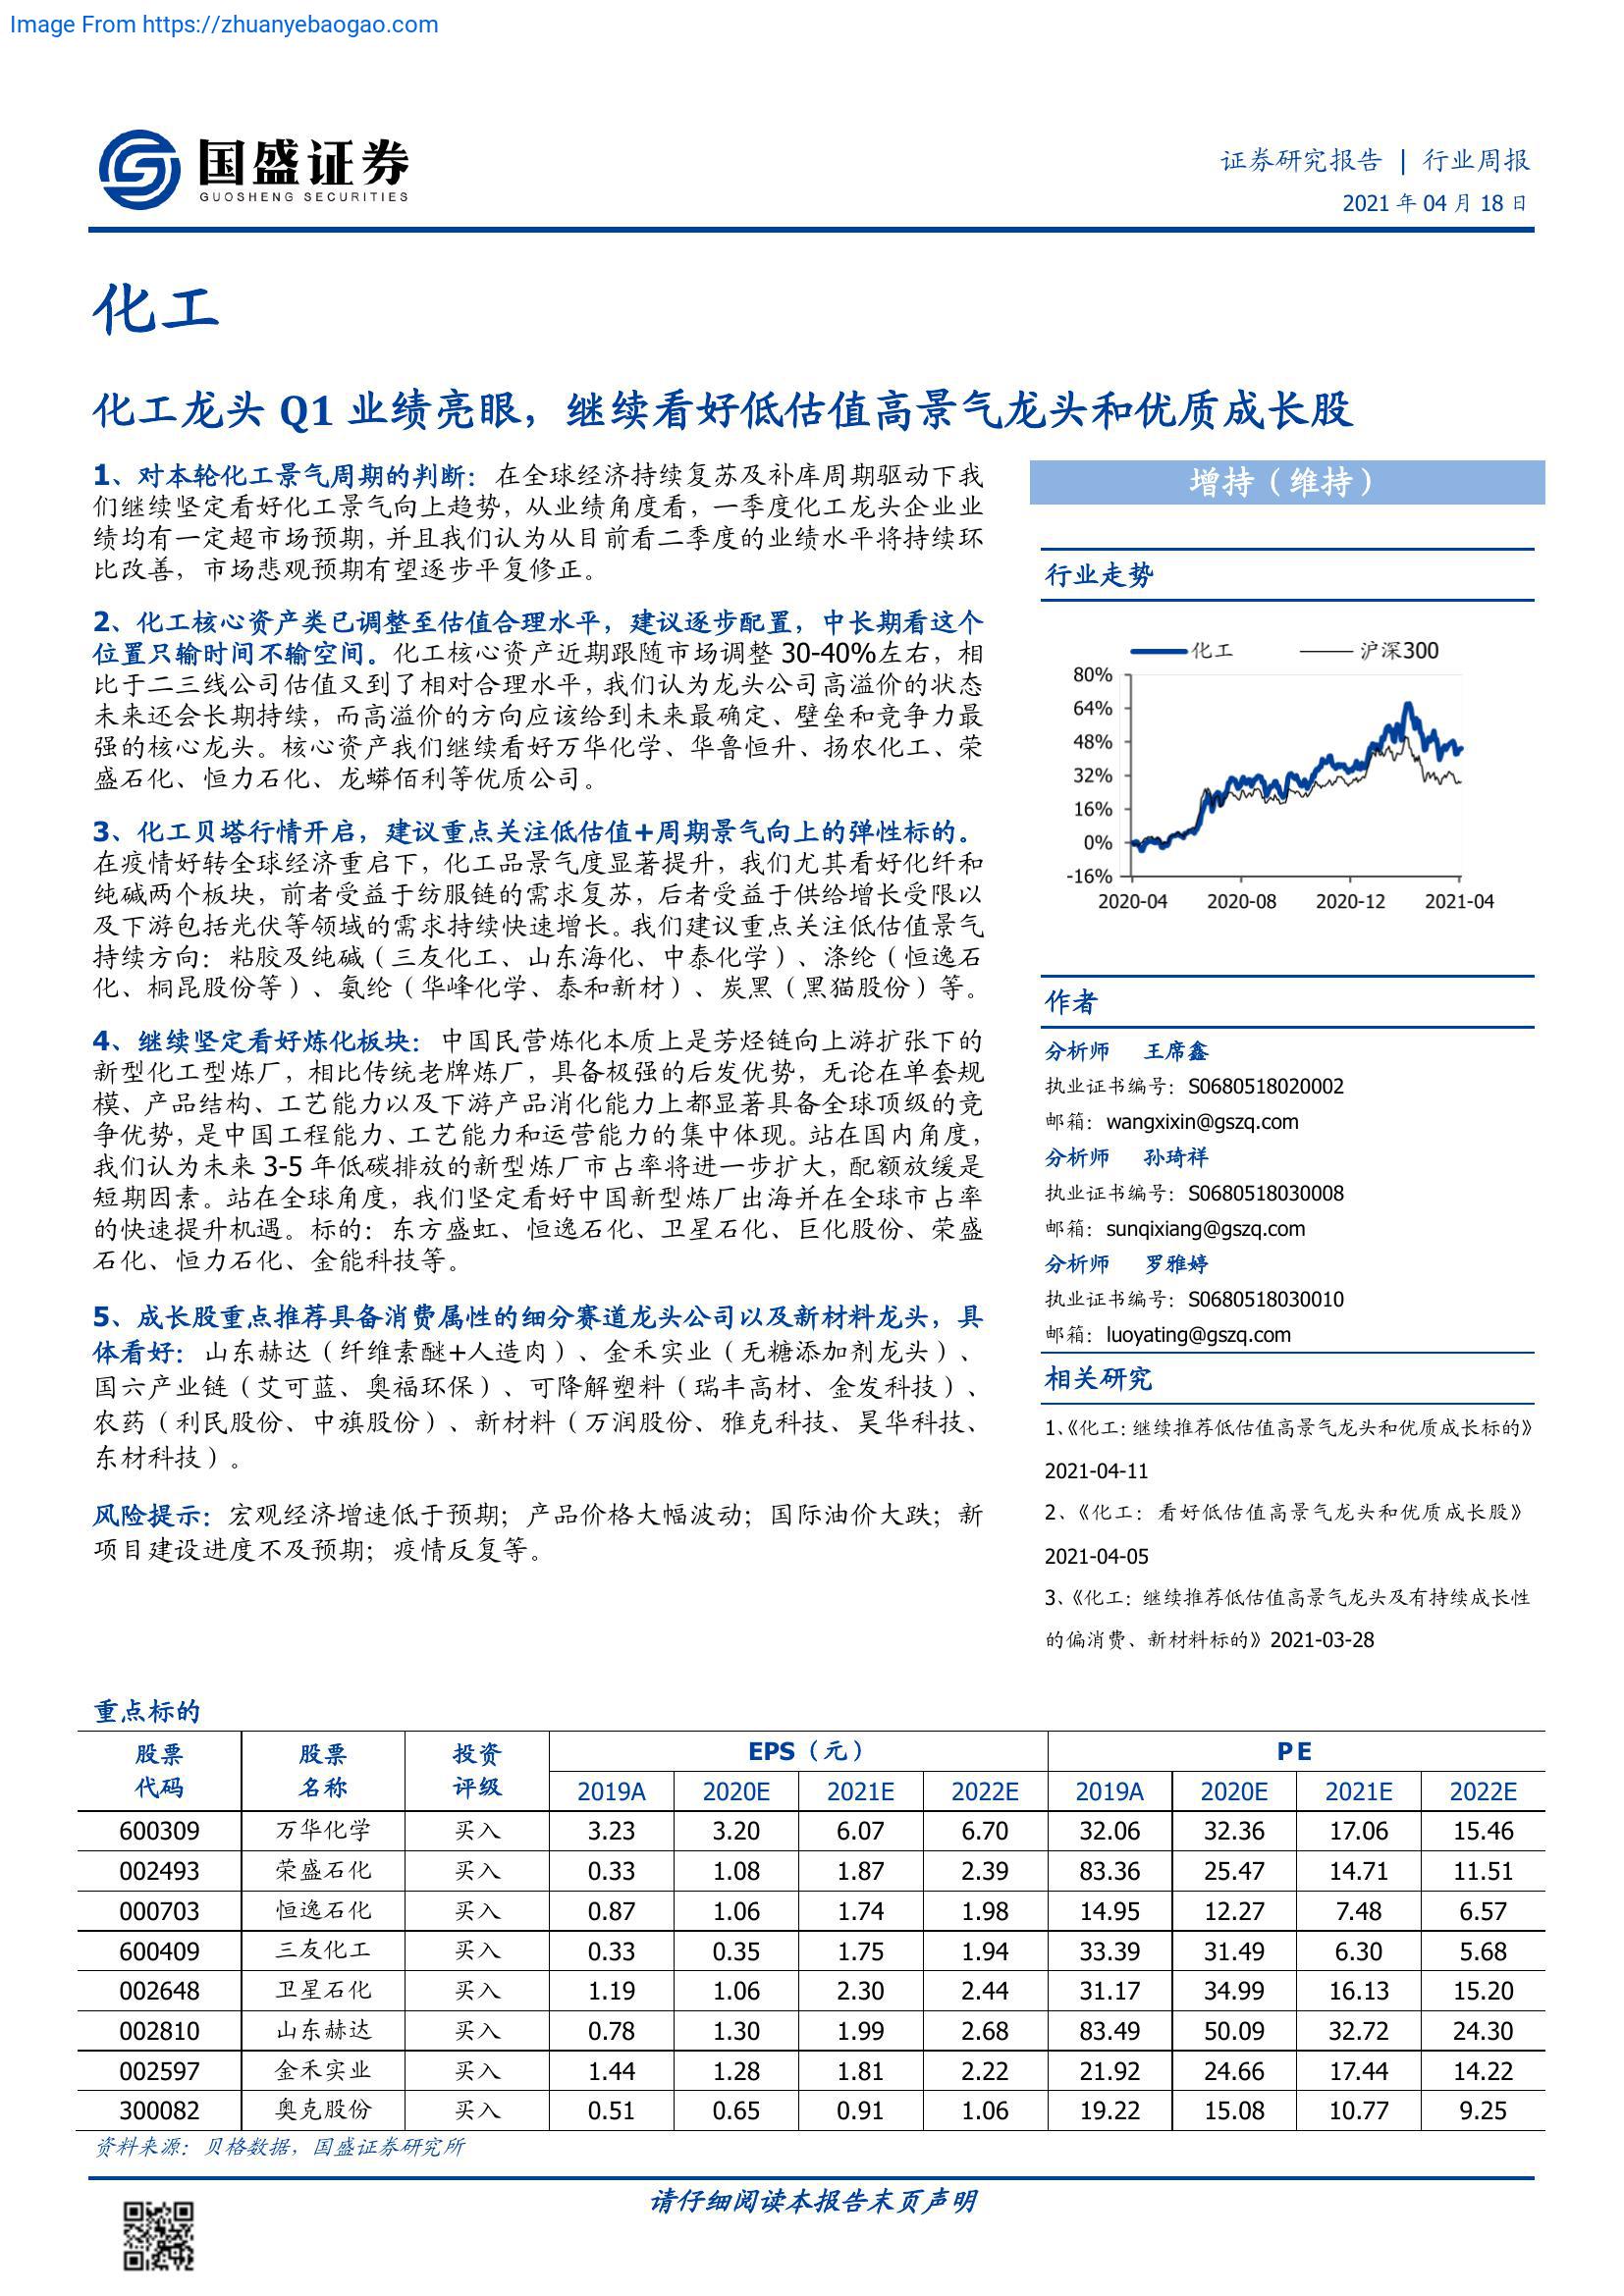 Image From https://zhuanyebaogao.com
国盛证券
GUOSHENG SECURITIES
证券研究报告 | 行业周报
2021 年 04 月 18 日
化工
化工龙头 Q1 业绩亮眼，继续看好低估值高景气龙头和优质成长股
1、对本轮化工景气周期的判断：在全球经济持续复苏及补库周期驱动下我
们继续坚定看好化工景气向上趋势，从业绩角度看，一季度化工龙头企业业
绩均有一定超市场预期，并且我们认为从目前看二季度的业绩水平将持续环
比改善，市场悲观预期有望逐步平复修正。
2、化工核心资产类已调整至估值合理水平，建议逐步配置，中长期看这个
位置只输时间不输空间。化工核心资产近期跟随市场调整 30-40%左右，相
比于二三线公司估值又到了相对合理水平，我们认为龙头公司高溢价的状态
未来还会长期持续，而高溢价的方向应该给到未来最确定、壁垒和竞争力最
强的核心龙头。核心资产我们继续看好万华化学、华鲁恒升、扬农化工、荣
盛石化、恒力石化、龙蟒佰利等优质公司。
3、化工贝塔行情开启，建议重点关注低估值+周期景气向上的弹性标的。
在疫情好转全球经济重启下，化工品景气度显著提升，我们尤其看好化纤和
纯碱两个板块，前者受益于纺服链的需求复苏，后者受益于供给增长受限以
及下游包括光伏等领域的需求持续快速增长。我们建议重点关注低估值景气
持续方向：粘胶及纯碱（三友化工、山东海化、中泰化学）、涤纶（恒逸石
化、桐昆股份等）、氨纶（华峰化学、泰和新材）、炭黑（黑猫股份）等。
4、继续坚定看好炼化板块：中国民营炼化本质上是芳烃链向上游扩张下的
新型化工型炼厂，相比传统老牌炼厂，具备极强的后发优势，无论在单套规
模、产品结构、工艺能力以及下游产品消化能力上都显著具备全球顶级的竞
争优势，是中国工程能力、工艺能力和运营能力的集中体现。站在国内角度，
我们认为未来 3-5 年低碳排放的新型炼厂市占率将进一步扩大，配额放缓是
短期因素。站在全球角度，我们坚定看好中国新型炼厂出海并在全球市占率
的快速提升机遇。标的：东方盛虹、恒逸石化、卫星石化、巨化股份、荣盛
石化、恒力石化、金能科技等。
5、成长股重点推荐具备消费属性的细分赛道龙头公司以及新材料龙头，具
体看好：山东赫达（纤维素醚+人造肉）、金禾实业（无糖添加剂龙头）、
国六产业链（艾可蓝、奥福环保）、可降解塑料（瑞丰高材、金发科技）、
农药（利民股份、中旗股份）、新材料（万润股份、雅克科技、昊华科技、
东材科技）。
风险提示：宏观经济增速低于预期；产品价格大幅波动；国际油价大跌；新
项目建设进度不及预期；疫情反复等。
增持（维持）
行业走势
化工 沪深300
80%
64%
48%
32%
16%
0%
-16%
2020-04 2020-08 2020-12 2021-04
作者
分析师 王席鑫
执业证书编号：S0680518020002
邮箱：wangxixin@gszq.com
分析师 孙琦祥
执业证书编号：S0680518030008
邮箱：sunqixiang@gszq.com
分析师 罗雅婷
执业证书编号：S0680518030010
邮箱：luoyating@gszq.com
相关研究
1、《化工：继续推荐低估值高景气龙头和优质成长标的》
2021-04-11
2、《化工：看好低估值高景气龙头和优质成长股》
2021-04-05
3、《化工：继续推荐低估值高景气龙头及有持续成长性
的偏消费、新材料标的》2021-03-28
重点标的
股票 股票 投资 EPS（元） PE
代码 名称 评级 2019A 2020E 2021E 2022E 2019A 2020E 2021E 2022E
600309 万华化学 买入 3.23 3.20 6.07 6.70 32.06 32.36 17.06 15.46
002493 荣盛石化 买入 0.33 1.08 1.87 2.39 83.36 25.47 14.71 11.51
000703 恒逸石化 买入 0.87 1.06 1.74 1.98 14.95 12.27 7.48 6.57
600409 三友化工 买入 0.33 0.35 1.75 1.94 33.39 31.49 6.30 5.68
002648 卫星石化 买入 1.19 1.06 2.30 2.44 31.17 34.99 16.13 15.20
002810 山东赫达 买入 0.78 1.30 1.99 2.68 83.49 50.09 32.72 24.30
002597 金禾实业 买入 1.44 1.28 1.81 2.22 21.92 24.66 17.44 14.22
300082 奥克股份 买入 0.51 0.65 0.91 1.06 19.22 15.08 10.77 9.25
资料来源：贝格数据，国盛证券研究所
请仔细阅读本报告末页声明